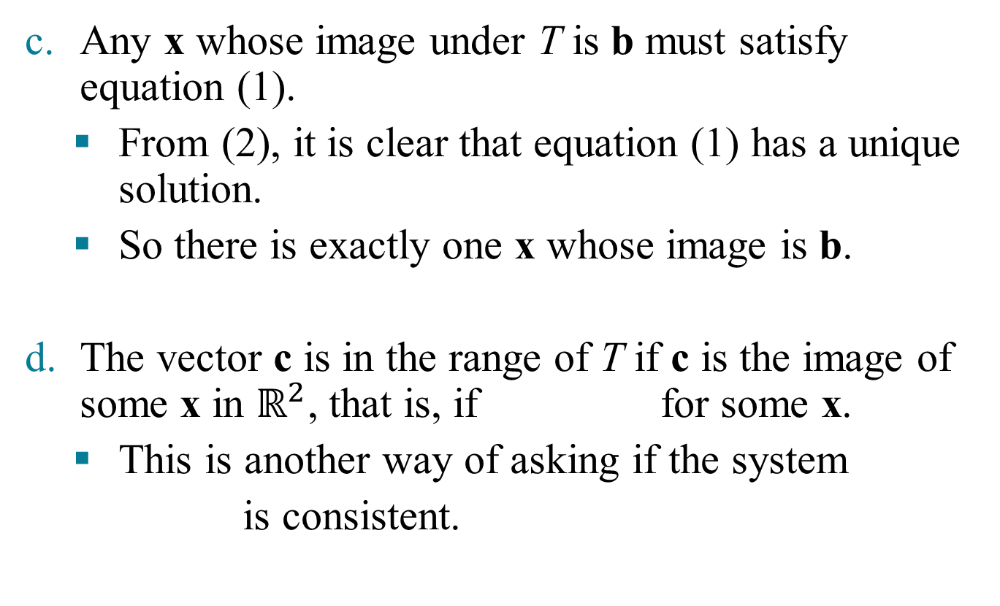 c. Any x whose image under T is b must satisfy
equation (1).
▪ From (2), it is clear that equation (1) has a unique
solution.
▪ So there is exactly one x whose image is b.
d. The vector c is in the range of T if c is the image of
some x in ℝ², that is, if for some x.
▪ This is another way of asking if the system
is consistent.